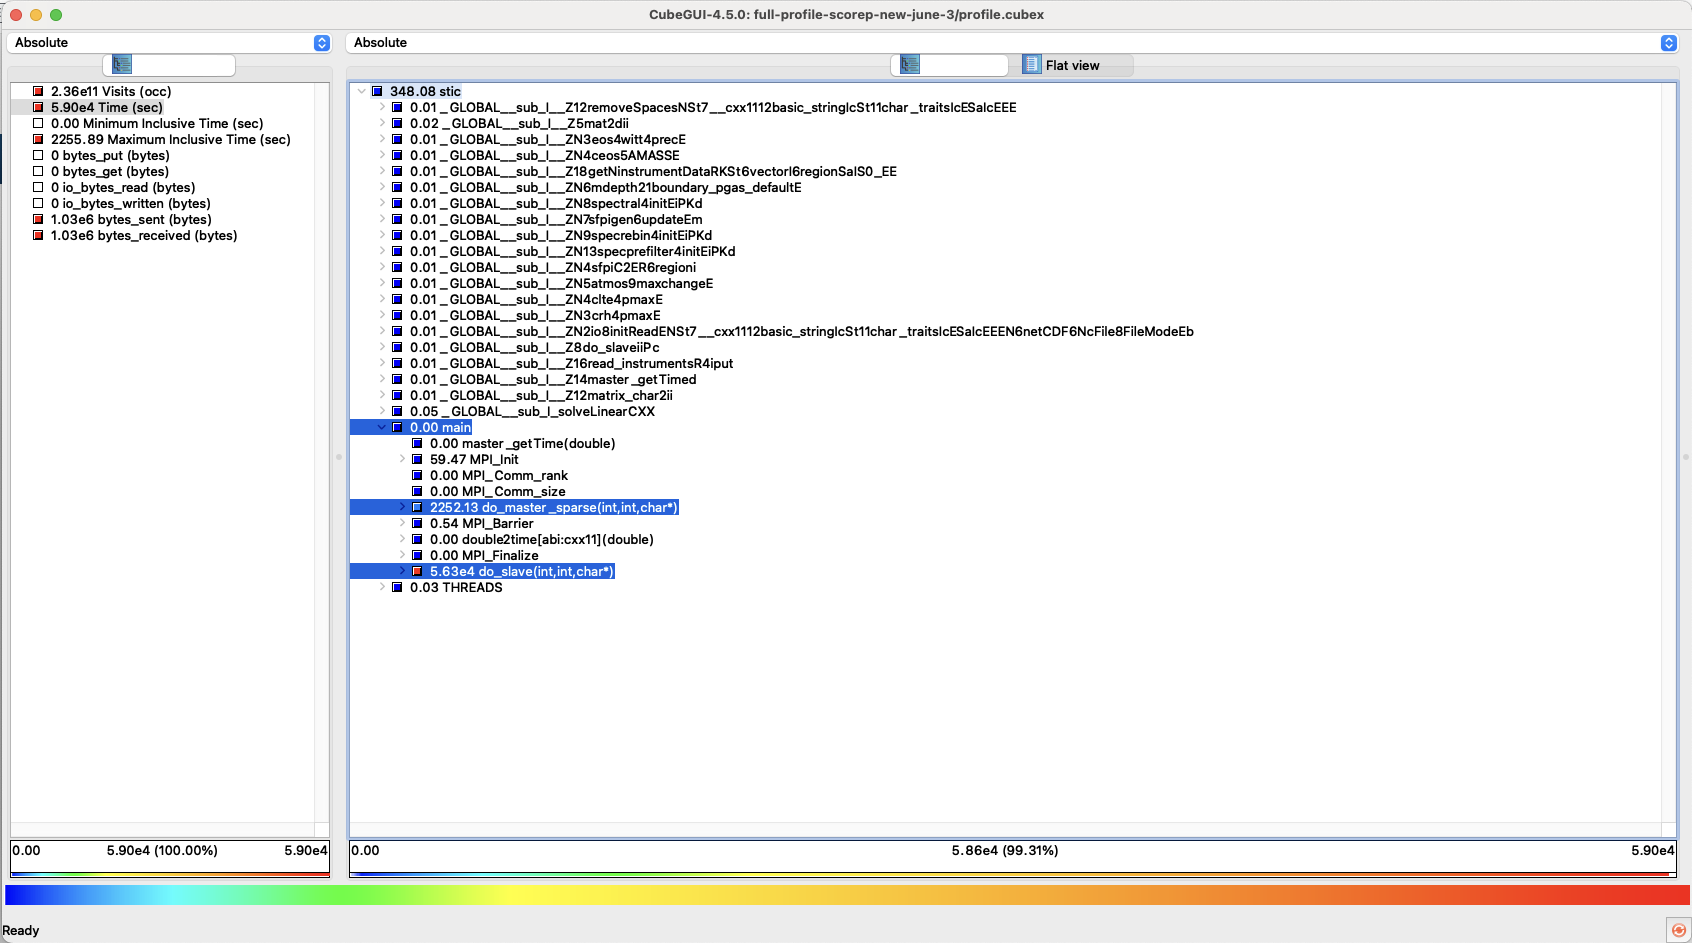 CubeGUI-4.5.0: full-profile-scorep-new-june-3/profile.cubex
Absolute
Absolute
Flat view
2.36e11 Visits (occ)
5.90e4 Time (sec)
0.00 Minimum Inclusive Time (sec)
2255.89 Maximum Inclusive Time (sec)
0 bytes_put (bytes)
0 bytes_get (bytes)
0 io_bytes_read (bytes)
0 io_bytes_written (bytes)
1.03e6 bytes_sent (bytes)
1.03e6 bytes_received (bytes)
348.08 stic
0.01 _GLOBAL__sub_I__Z12removeSpacesNSt7__cxx1112basic_stringIcSt11char_traitsIcESaIcEEE
0.02 _GLOBAL__sub_I__Z5mat2dii
0.01 _GLOBAL__sub_I__ZN3eos4witt4precE
0.01 _GLOBAL__sub_I__ZN4ceos5AMASSE
0.01 _GLOBAL__sub_I__Z18getNinstrumentDataRKSt6vectorI6regionSaIS0_EE
0.01 _GLOBAL__sub_I__ZN6mdepth21boundary_pgas_defaultE
0.01 _GLOBAL__sub_I__ZN8spectral4initEiPKd
0.01 _GLOBAL__sub_I__ZN7sfpigen6updateEm
0.01 _GLOBAL__sub_I__ZN9specrebin4initEiPKd
0.01 _GLOBAL__sub_I__ZN13specprefilter4initEiPKd
0.01 _GLOBAL__sub_I__ZN4sfpiC2ER6regioni
0.01 _GLOBAL__sub_I__ZN5atmos9maxchangeE
0.01 _GLOBAL__sub_I__ZN4clte4pmaxE
0.01 _GLOBAL__sub_I__ZN3crh4pmaxE
0.01 _GLOBAL__sub_I__ZN2io8initReadENSt7__cxx1112basic_stringIcSt11char_traitsIcESaIcEEEN6netCDF6NcFile8FileModeEb
0.01 _GLOBAL__sub_I__Z8do_slaveiiPc
0.01 _GLOBAL__sub_I__Z16read_instrumentsR4iput
0.01 _GLOBAL__sub_I__Z14master_getTimed
0.01 _GLOBAL__sub_I__Z12matrix_char2ii
0.05 _GLOBAL__sub_I_solveLinearCXX
0.00 main
0.00 master_getTime(double)
59.47 MPI_Init
0.00 MPI_Comm_rank
0.00 MPI_Comm_size
2252.13 do_master_sparse(int,int,char*)
0.54 MPI_Barrier
0.00 double2time[abi:cxx11](double)
0.00 MPI_Finalize
5.63e4 do_slave(int,int,char*)
0.03 THREADS
0.00 5.90e4 (100.00%) 5.90e4
0.00 5.86e4 (99.31%) 5.90e4
Ready